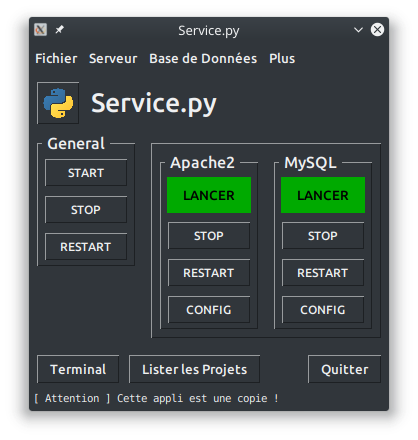 Service.py
Fichier Serveur Base de Données Plus
Service.py
General
START
STOP
RESTART
Apache2
LANCER
STOP
RESTART
CONFIG
MySQL
LANCER
STOP
RESTART
CONFIG
Terminal Lister les Projets Quitter
[ Attention ] Cette appli est une copie !